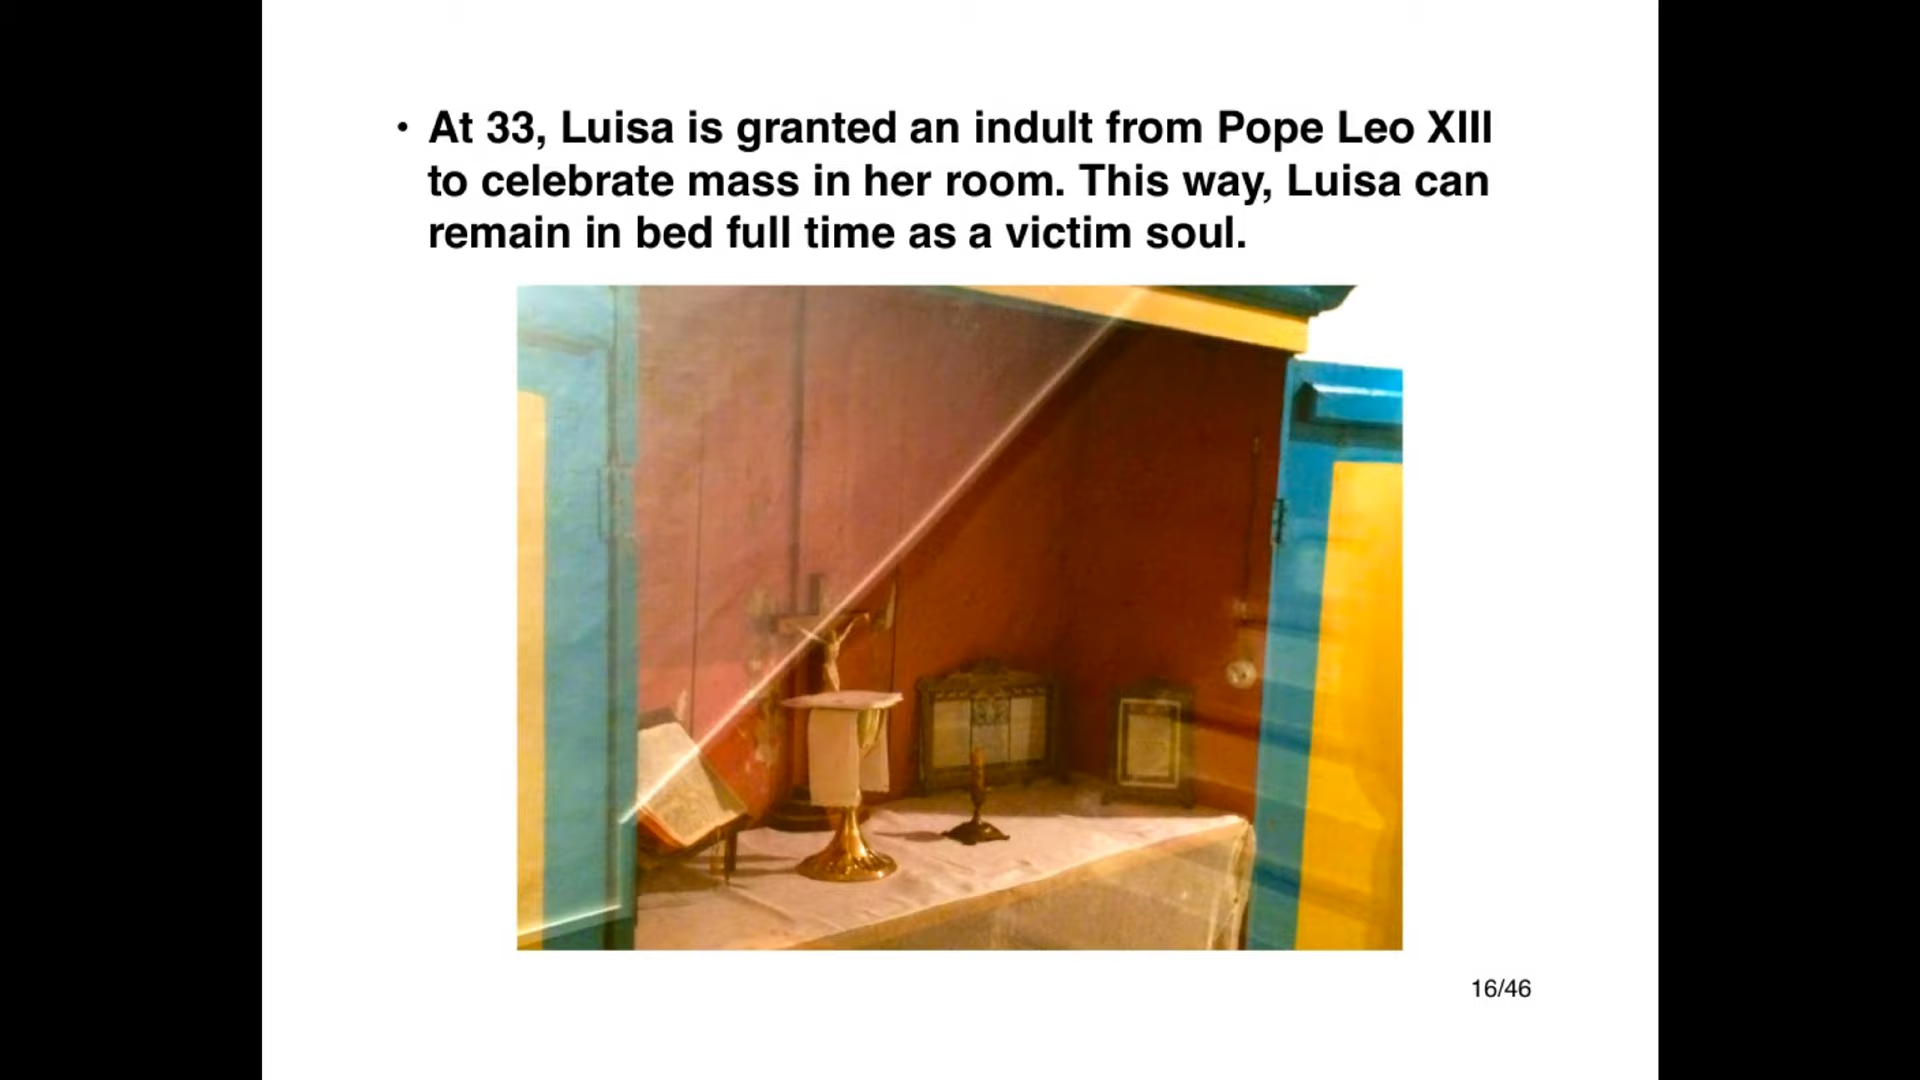 • At 33, Luisa is granted an indult from Pope Leo XIII
to celebrate mass in her room. This way, Luisa can
remain in bed full time as a victim soul.
16/46